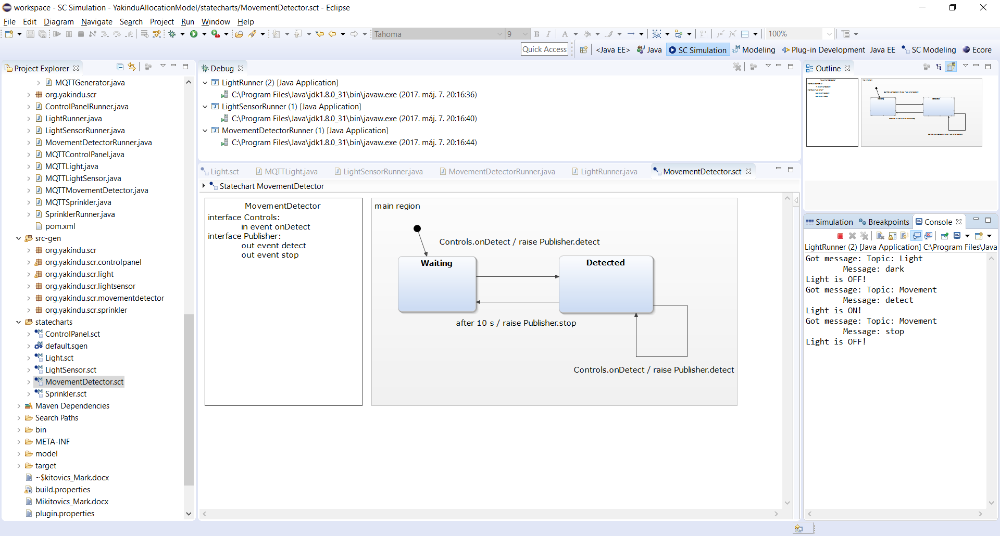 workspace - SC Simulation - YakinduAllocationModel/statecharts/MovementDetector.sct - Eclipse
File Edit Diagram Navigate Search Project Run Window Help
Tahoma 9 B I A 100%
Quick Access <Java EE> Java SC Simulation Modeling Plug-in Development Java EE SC Modeling Ecore
Project Explorer
MQTTGenerator.java
org.yakindu.scr
ControlPanelRunner.java
LightRunner.java
LightSensorRunner.java
MovementDetectorRunner.java
MQTTControlPanel.java
MQTTLight.java
MQTTLightSensor.java
MQTTMovementDetector.java
MQTTSprinkler.java
SprinklerRunner.java
pom.xml
src-gen
org.yakindu.scr
org.yakindu.scr.controlpanel
org.yakindu.scr.light
org.yakindu.scr.lightsensor
org.yakindu.scr.movementdetector
org.yakindu.scr.sprinkler
statecharts
ControlPanel.sct
default.sgen
Light.sct
LightSensor.sct
MovementDetector.sct
Sprinkler.sct
Maven Dependencies
Search Paths
bin
META-INF
model
target
~$kitovics_Mark.docx
build.properties
Mikitovics_Mark.docx
plugin.properties
Debug
LightRunner (2) [Java Application]
C:\Program Files\Java\jdk1.8.0_31\bin\javaw.exe (2017. máj. 7. 20:16:36)
LightSensorRunner (1) [Java Application]
C:\Program Files\Java\jdk1.8.0_31\bin\javaw.exe (2017. máj. 7. 20:16:40)
MovementDetectorRunner (1) [Java Application]
C:\Program Files\Java\jdk1.8.0_31\bin\javaw.exe (2017. máj. 7. 20:16:44)
Light.sct MQTTLight.java LightSensorRunner.java MovementDetectorRunner.java LightRunner.java MovementDetector.sct
Statechart MovementDetector
MovementDetector
interface Controls:
in event onDetect
interface Publisher:
out event detect
out event stop
main region
Controls.onDetect / raise Publisher.detect
Waiting
Detected
after 10 s / raise Publisher.stop
Controls.onDetect / raise Publisher.detect
Outline
Simulation Breakpoints Console
LightRunner (2) [Java Application] C:\Program Files\Java
Got message: Topic: Light
Message: dark
Light is OFF!
Got message: Topic: Movement
Message: detect
Light is ON!
Got message: Topic: Movement
Message: stop
Light is OFF!